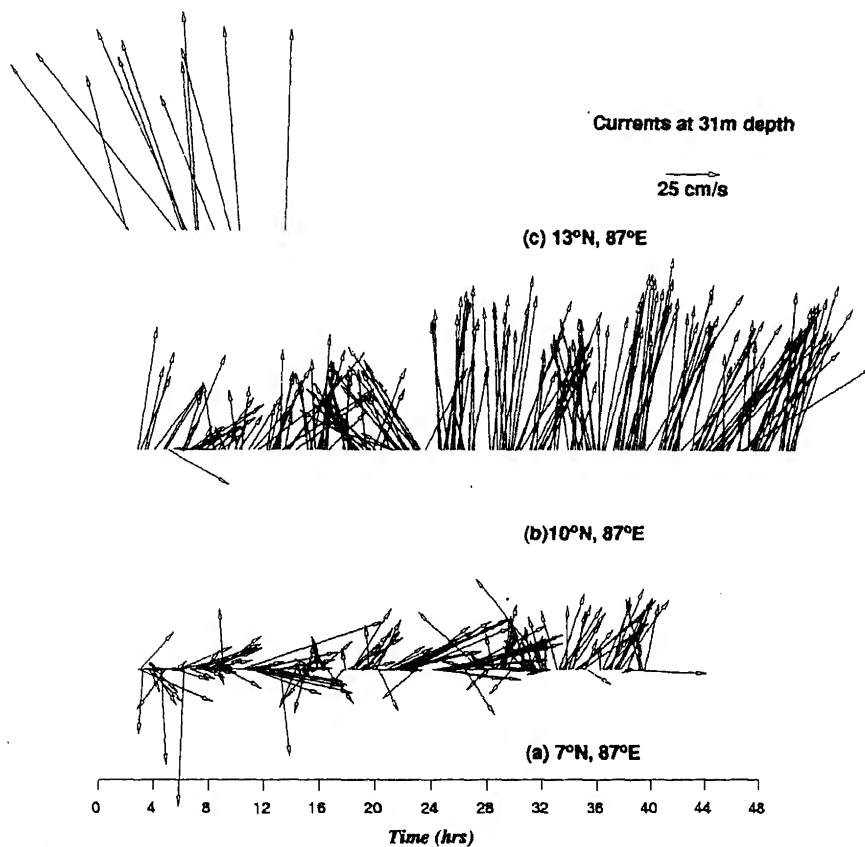 Currents at 31m depth
25 cm/s
(c) 13°N, 87°E
(b)10°N, 87°E
(a) 7°N, 87°E
0 4 8 12 16 20 24 28 32 36 40 44 48
Time (hrs)